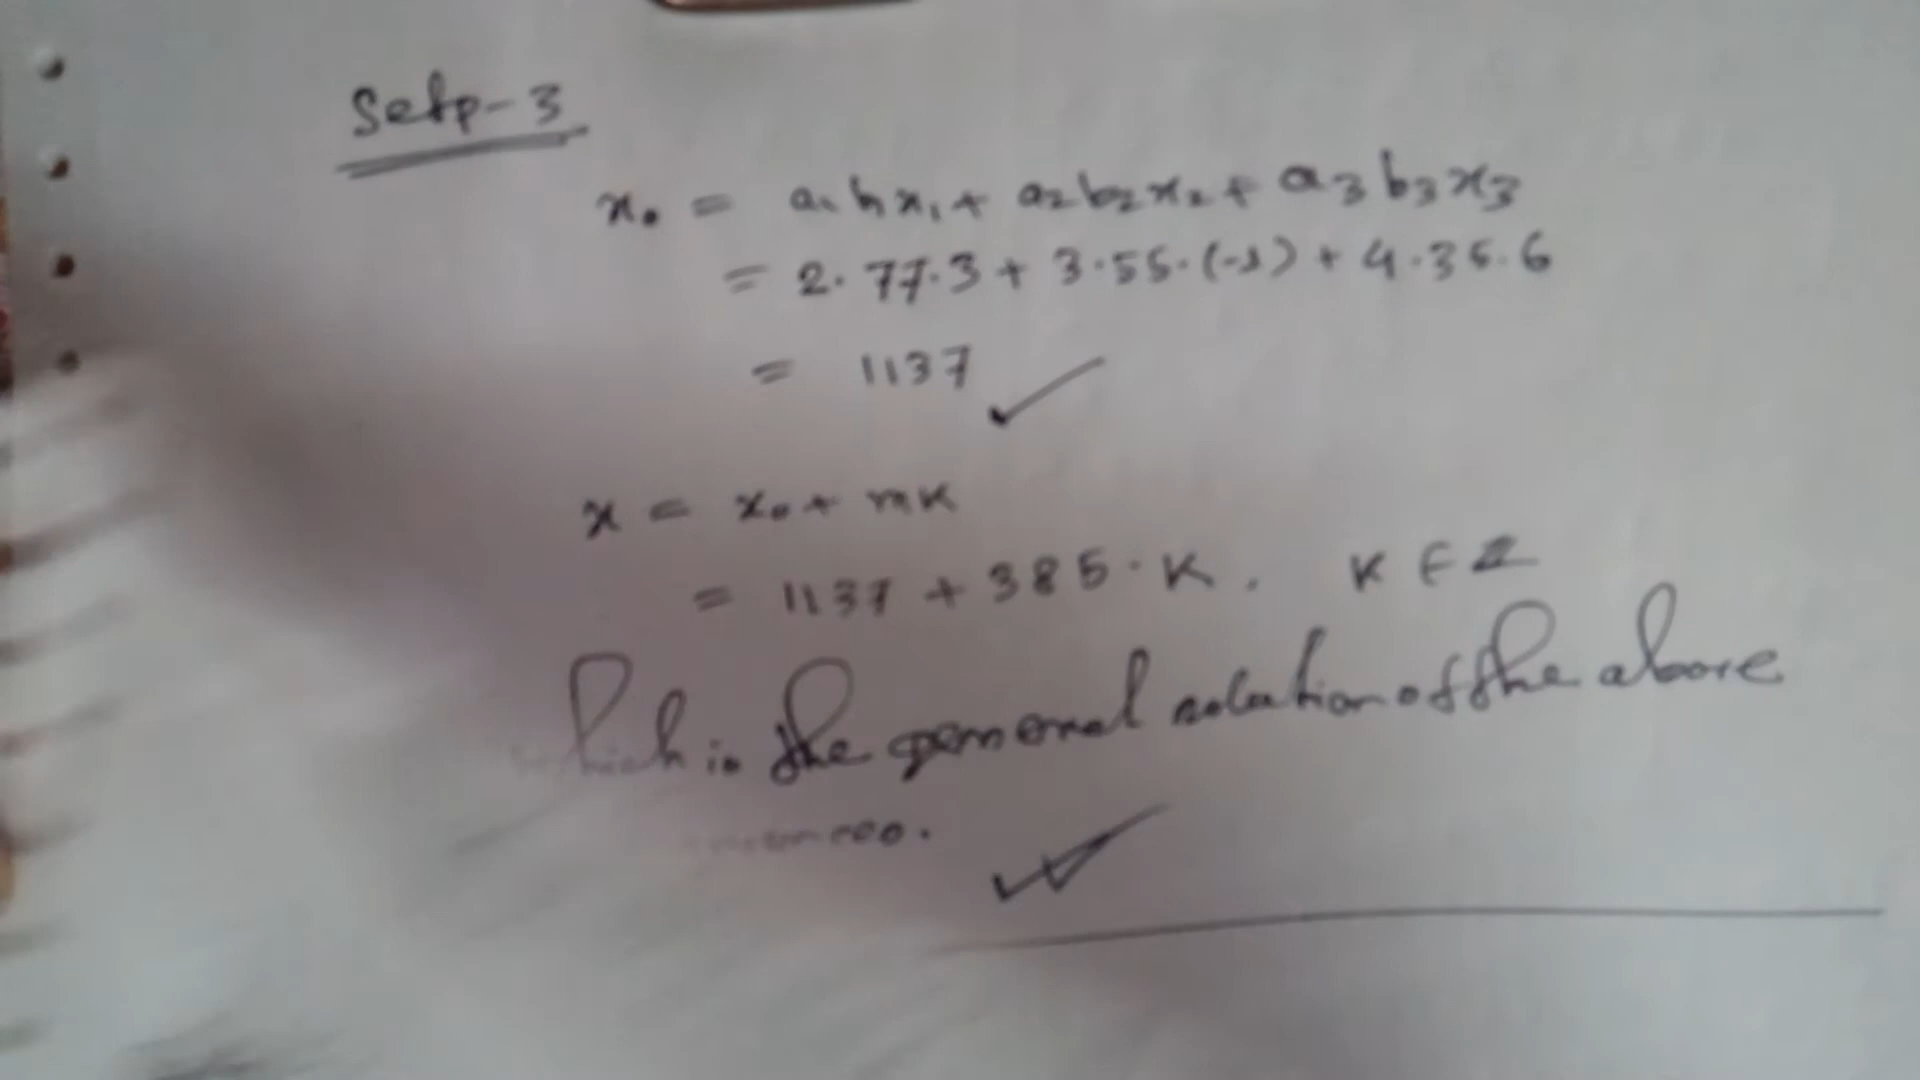 Setp-3
x₀ = a₁b₁x₁ + a₂b₂x₂ + a₃b₃x₃
= 2·77·3 + 3·55·(-1) + 4·35·6
= 1137
x = x₀ + mK
= 1137 + 385·K, K ∈ Z
Which is the general solution of the above